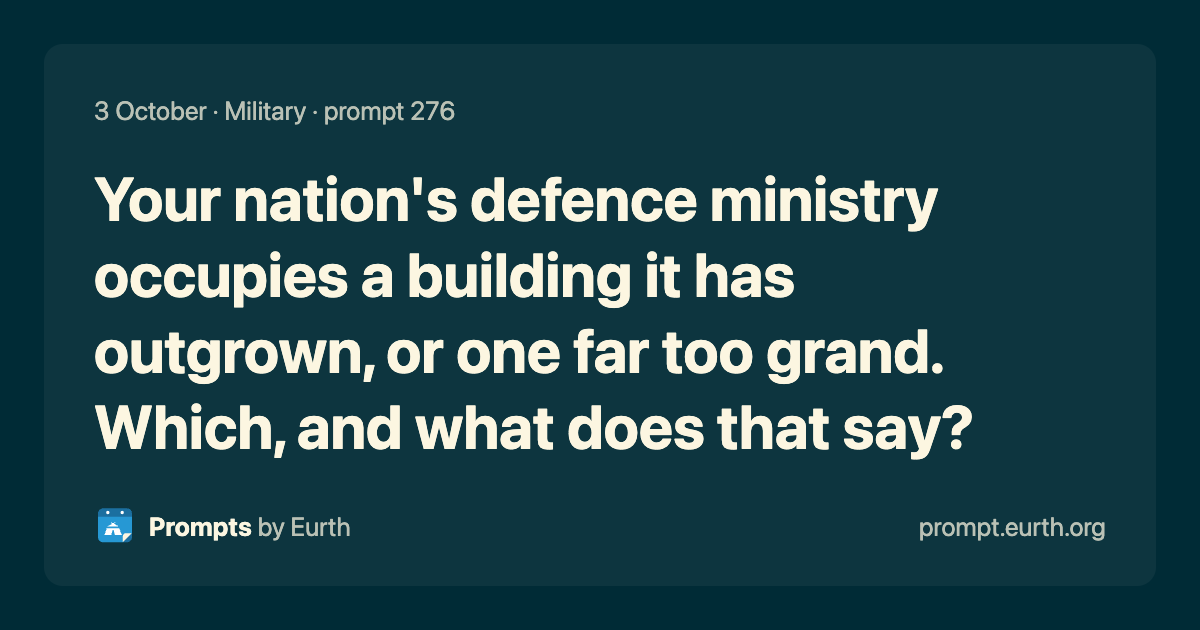 3 October · Military · prompt 276
Your nation's defence ministry
occupies a building it has
outgrown, or one far too grand.
Which, and what does that say?
Prompts by Eurth
prompt.eurth.org